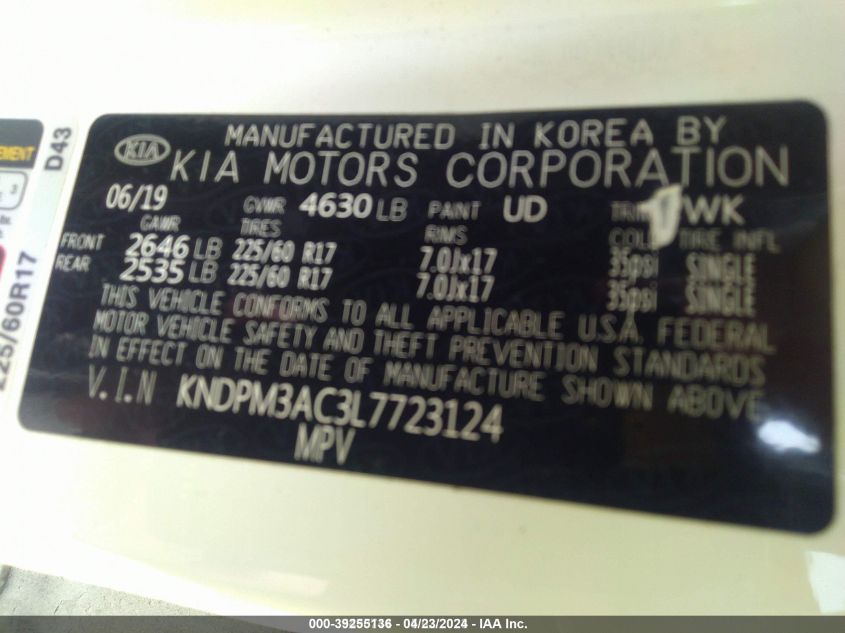 MANUFACTURED IN KOREA BY
KIA KIA MOTORS CORPORATION
06/19 GVWR 4630 LB PAINT UD TRIM WK
GAWR TIRES RIMS COLD TIRE INFL
FRONT 2646 LB 225/60 R17 7.0Jx17 35psi SINGLE
REAR 2535 LB 225/60 R17 7.0Jx17 35psi SINGLE
THIS VEHICLE CONFORMS TO ALL APPLICABLE U.S.A. FEDERAL
MOTOR VEHICLE SAFETY AND THEFT PREVENTION STANDARDS
IN EFFECT ON THE DATE OF MANUFACTURE SHOWN ABOVE.
V.I.N KNDPM3AC3L7723124
MPV
D43
225/60R17
000-39255136 - 04/23/2024 - IAA Inc.